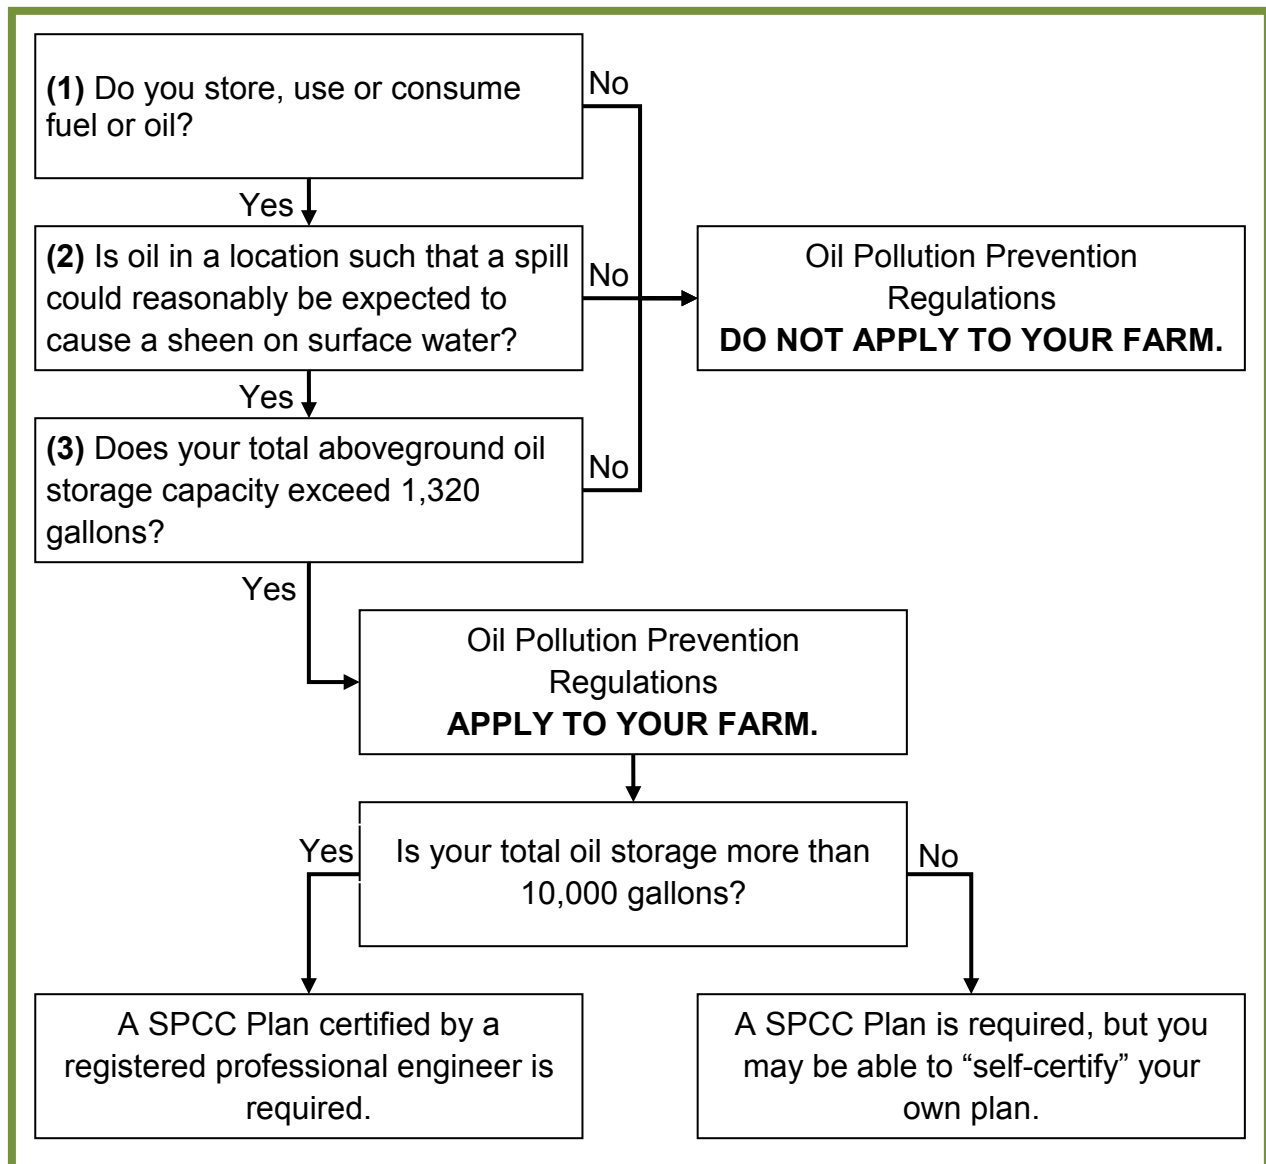 (1) Do you store, use or consume
fuel or oil?
No
Yes
(2) Is oil in a location such that a spill
could reasonably be expected to
cause a sheen on surface water?
No
Oil Pollution Prevention
Regulations
DO NOT APPLY TO YOUR FARM.
Yes
(3) Does your total aboveground oil
storage capacity exceed 1,320
gallons?
No
Yes
Oil Pollution Prevention
Regulations
APPLY TO YOUR FARM.
Is your total oil storage more than
10,000 gallons?
Yes
No
A SPCC Plan certified by a
registered professional engineer is
required.
A SPCC Plan is required, but you
may be able to “self-certify” your
own plan.